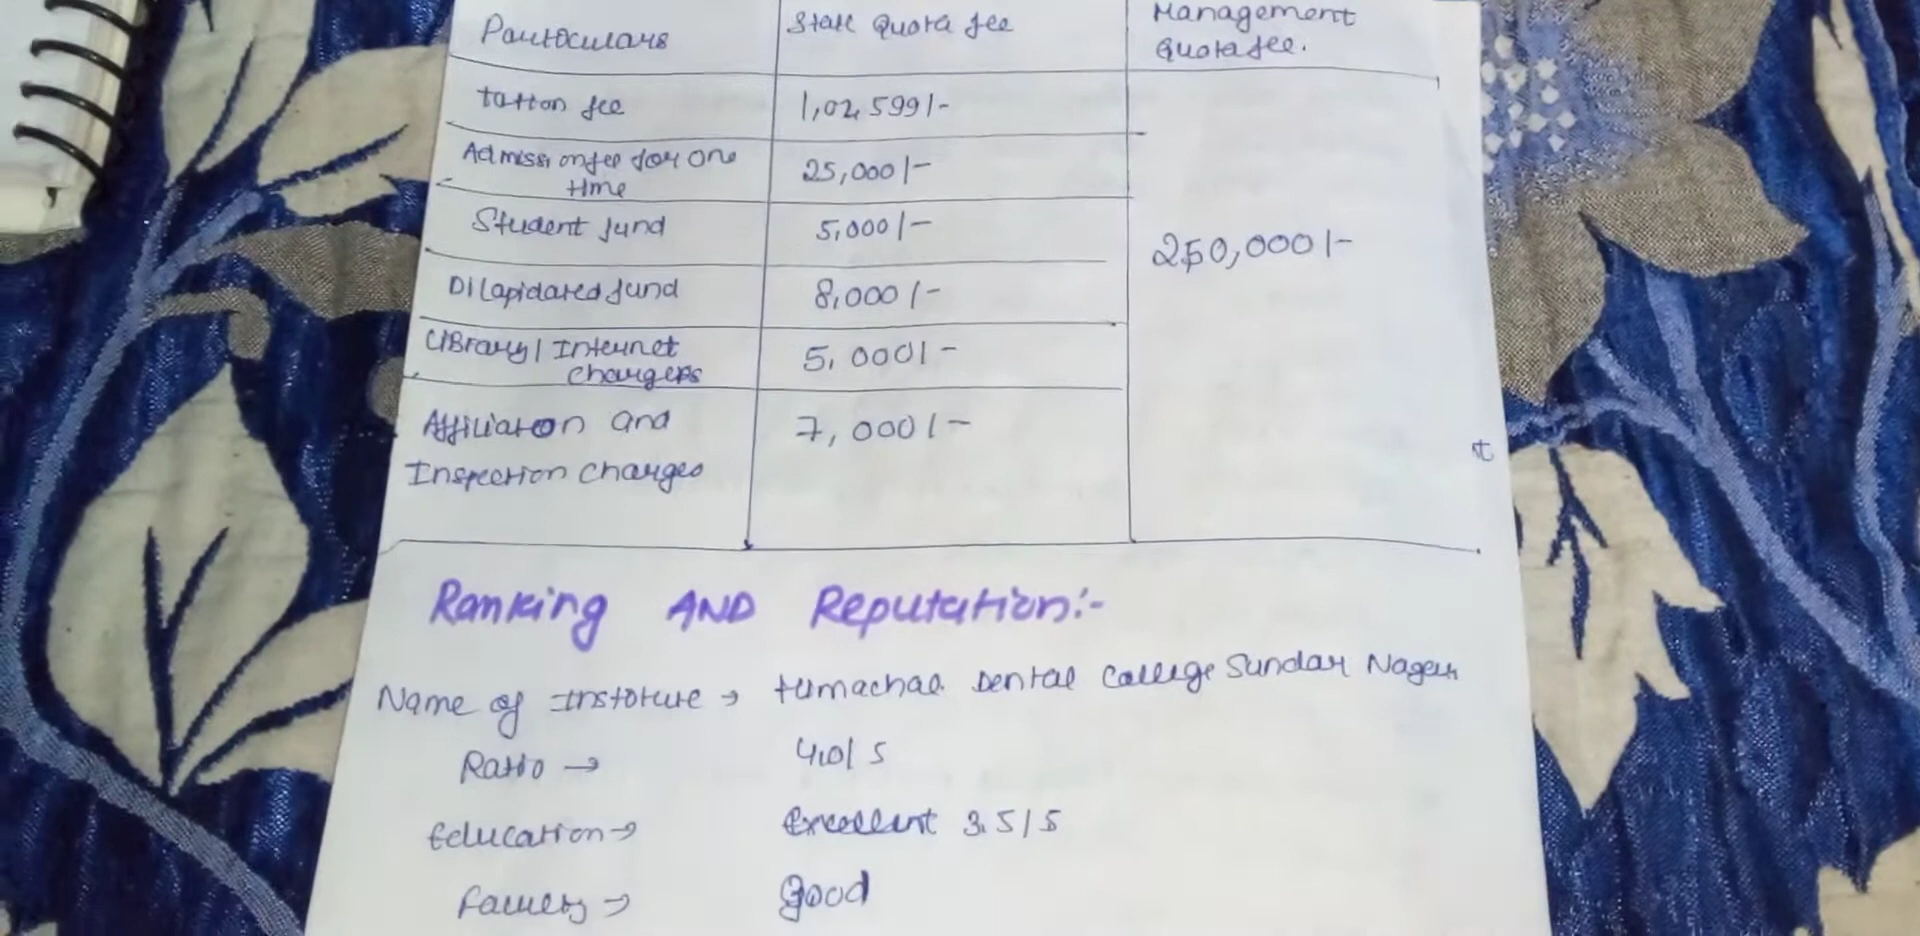 Particulars State Quota fee Management
Quota fee.
tation fee 1,02,599/-
Admission fee for one
time 25,000/-
Student fund 5,000/-
250,000/-
Dilapidated fund 8,000/-
Library/Internet
chargers 5,000/-
Affiliation and 7,000/-
Inspection charges
t
Ranking AND Reputation:-
Name of Institute → Himachal Dental College Sundar Nagar
Ratio → 4.0/5
Education → Excellent 3.5/5
Faculty → Good